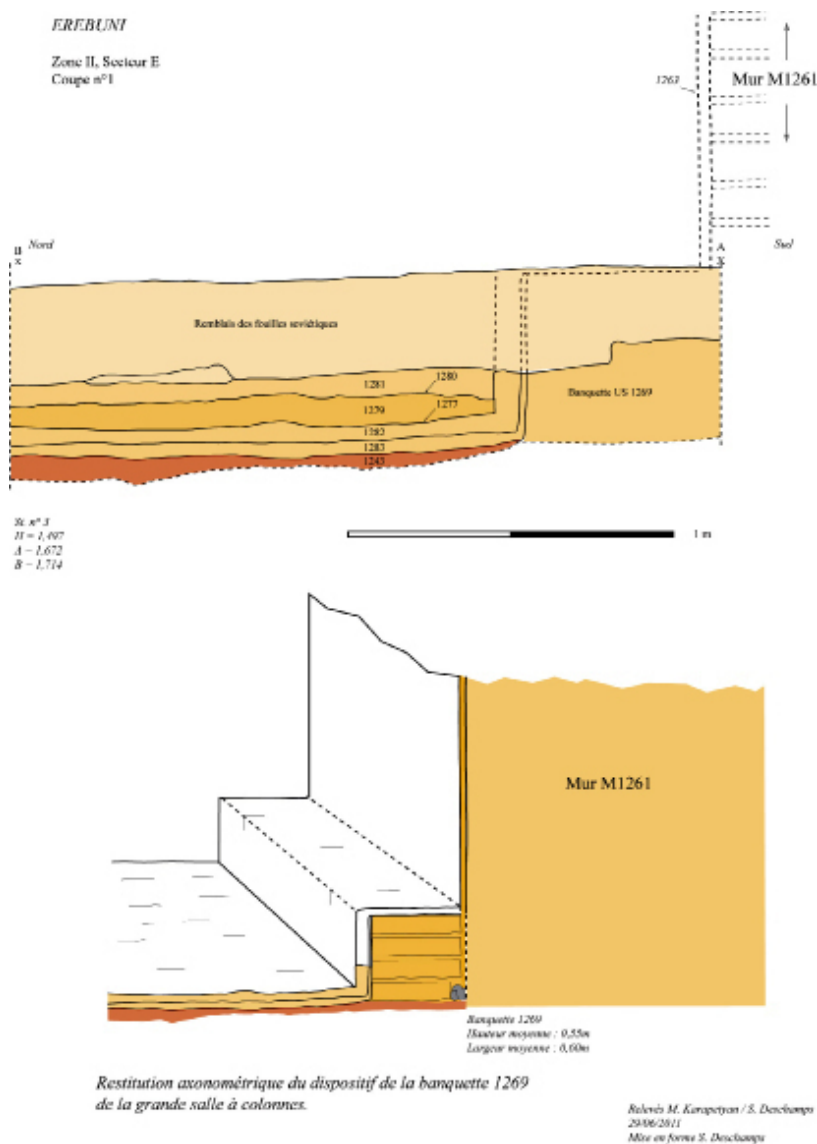 EREBUNI
Zone II, Secteur E
Coupe n°1
1263
Mur M1261
B
x
Nord
A
X
Sud
Remblais des fouilles soviétiques
1281
1280
1279
1277
1282
1283
1243
Banquette US 1269
St. n° 3
H = 1,497
A = 1,672
B = 1,714
1 m
Mur M1261
Banquette 1269
Hauteur moyenne : 0,55m
Largeur moyenne : 0,60m
Restitution axonométrique du dispositif de la banquette 1269
de la grande salle à colonnes.
Relevés M. Karapetyan / S. Deschamps
29/06/2011
Mise en forme S. Deschamps